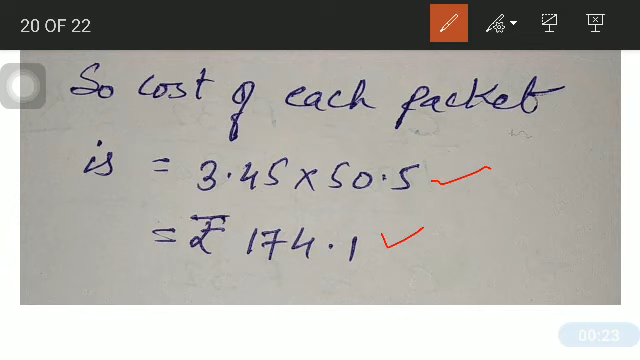 20 OF 22
So cost of each packet
is = 3.45 x 50.5
= ₹ 174.1
00:23